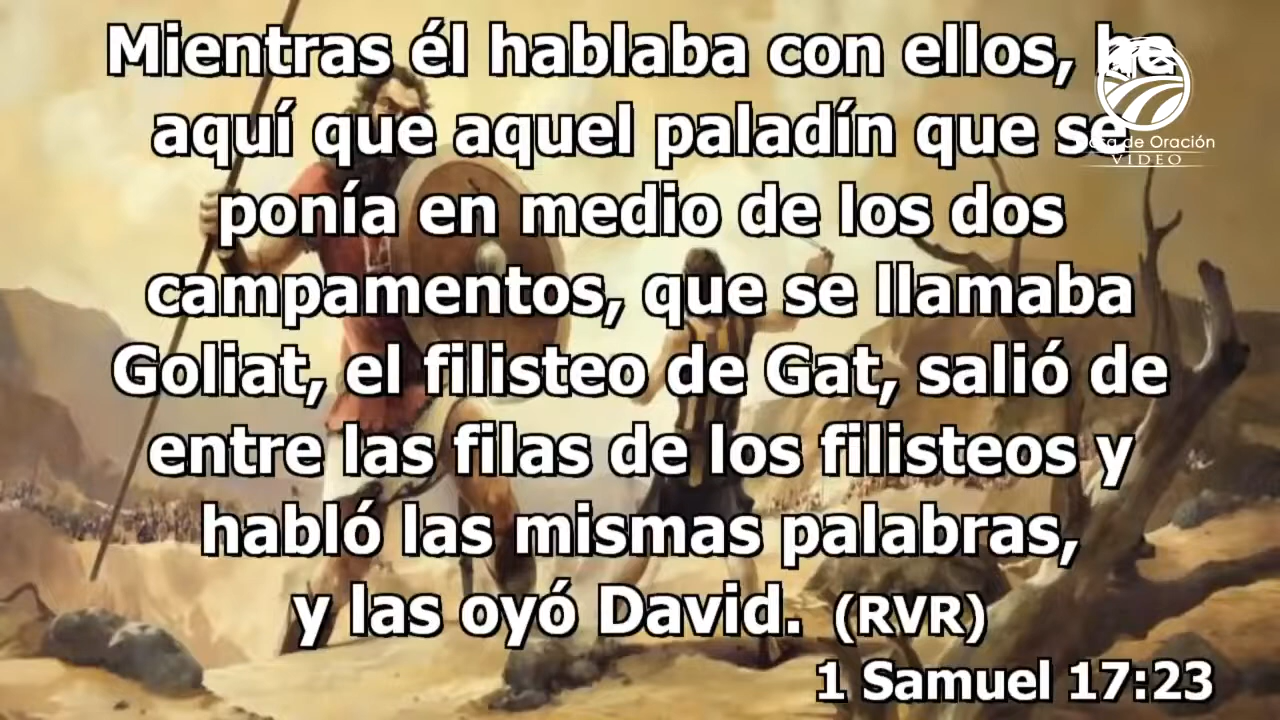 Mientras él hablaba con ellos, he
aquí que aquel paladín que se
ponía en medio de los dos
campamentos, que se llamaba
Goliat, el filisteo de Gat, salió de
entre las filas de los filisteos y
habló las mismas palabras,
y las oyó David. (RVR)
1 Samuel 17:23
de Oración
VIDEO